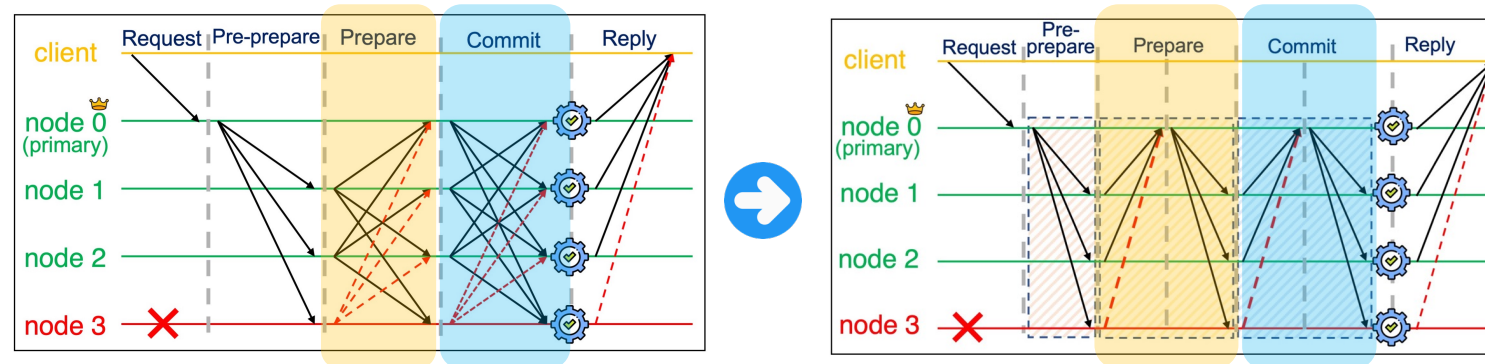 Request Pre-prepare Prepare Commit Reply
client
node 0
(primary)
node 1
node 2
node 3
Request Pre-
prepare Prepare Commit Reply
client
node 0
(primary)
node 1
node 2
node 3